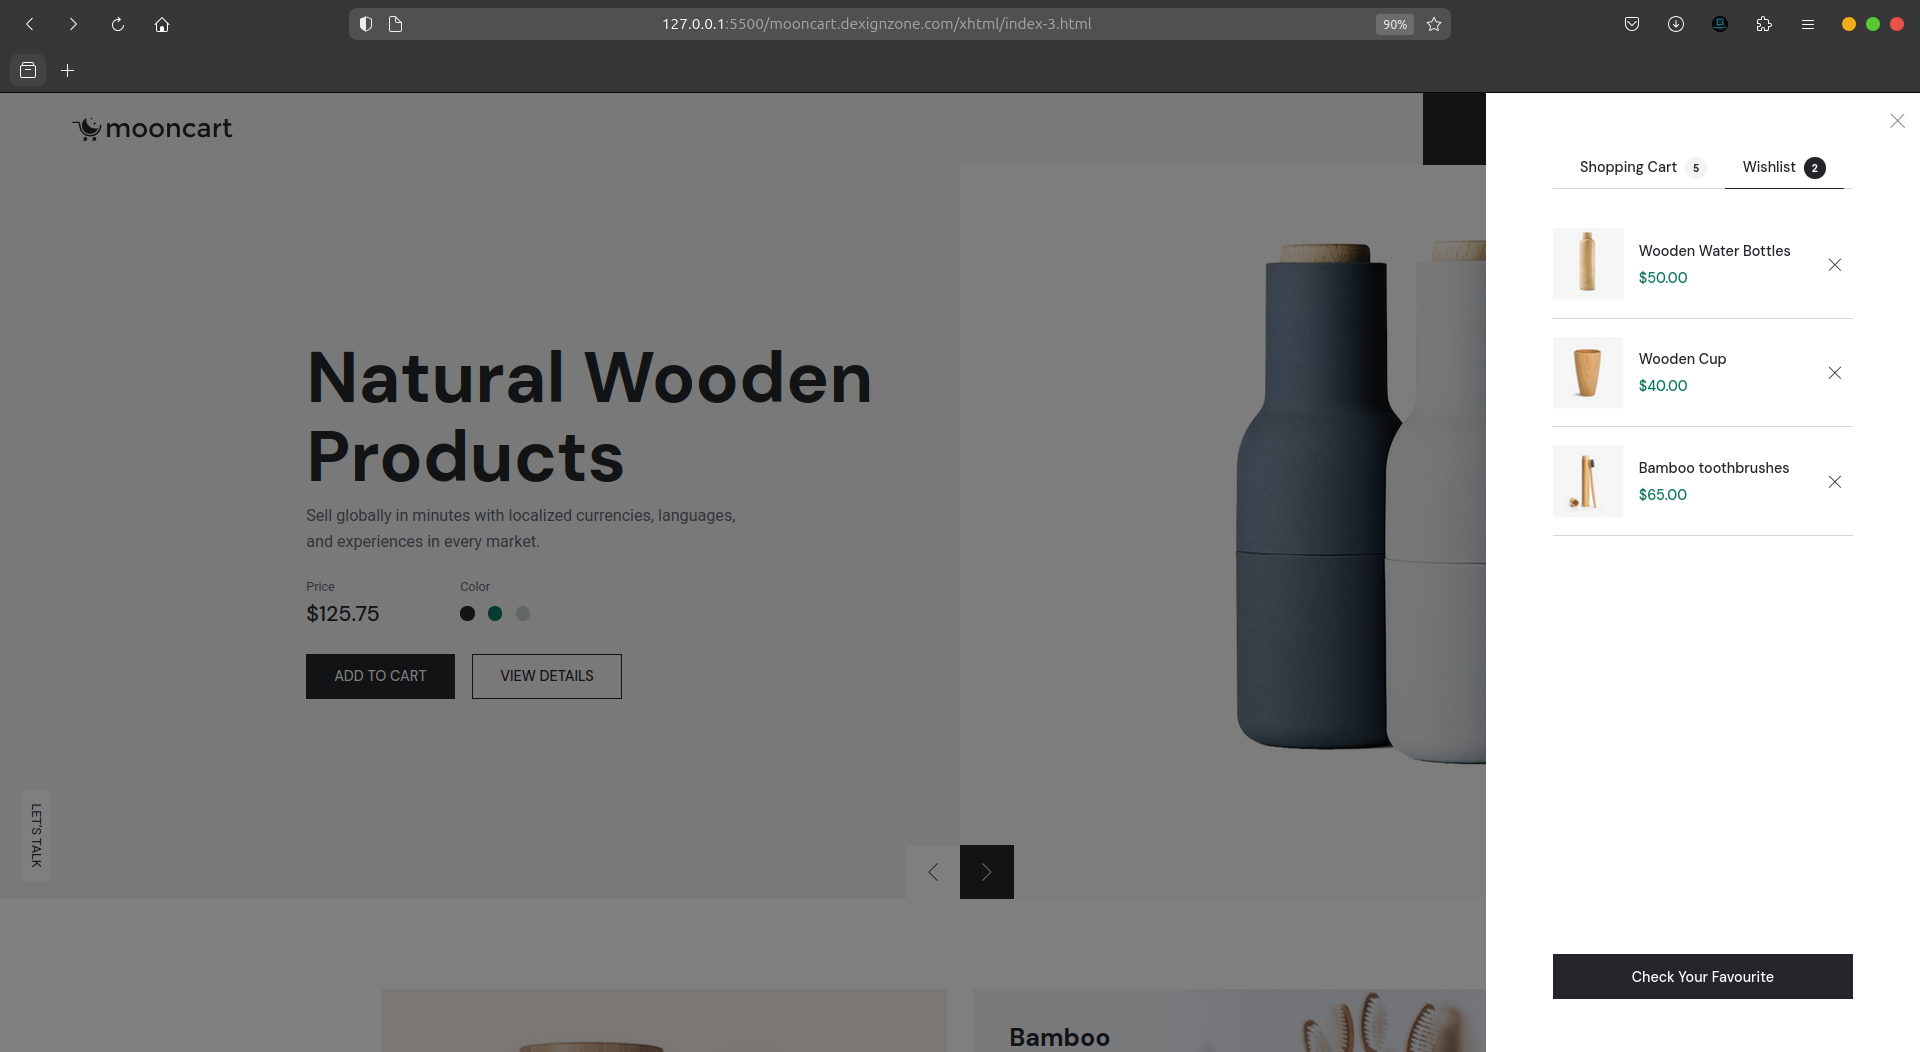 127.0.0.1:5500/mooncart.dexignzone.com/xhtml/index-3.html
90%
mooncart
Natural Wooden
Products
Sell globally in minutes with localized currencies, languages,
and experiences in every market.
Price
Color
$125.75
ADD TO CART
VIEW DETAILS
LET'S TALK
Bamboo
Shopping Cart 5
Wishlist 2
Wooden Water Bottles
$50.00
Wooden Cup
$40.00
Bamboo toothbrushes
$65.00
Check Your Favourite